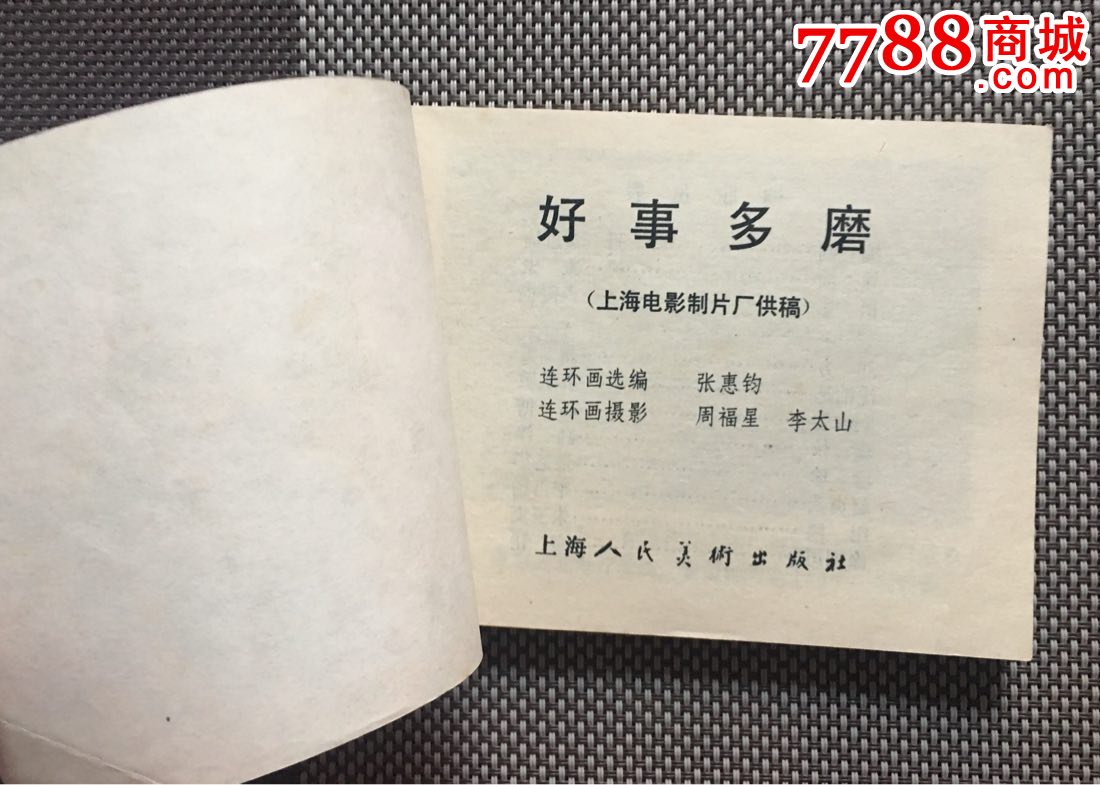 7788商城
.com
好事多磨
（上海电影制片厂供稿）
连环画选编 张惠钧
连环画摄影 周福星 李太山
上海人民美術出版社